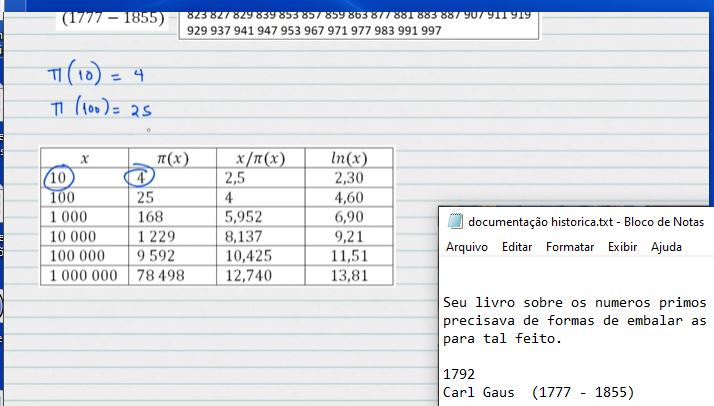 (1777 − 1855)
823 827 829 839 853 857 859 863 877 881 883 887 907 911 919
929 937 941 947 953 967 971 977 983 991 997
π(10) = 4
π(100) = 25
x π(x) x/π(x) ln(x)
10 4 2,5 2,30
100 25 4 4,60
1 000 168 5,952 6,90
10 000 1 229 8,137 9,21
100 000 9 592 10,425 11,51
1 000 000 78 498 12,740 13,81
documentação historica.txt - Bloco de Notas
Arquivo Editar Formatar Exibir Ajuda
Seu livro sobre os numeros primos
precisava de formas de embalar as
para tal feito.
1792
Carl Gaus (1777 - 1855)